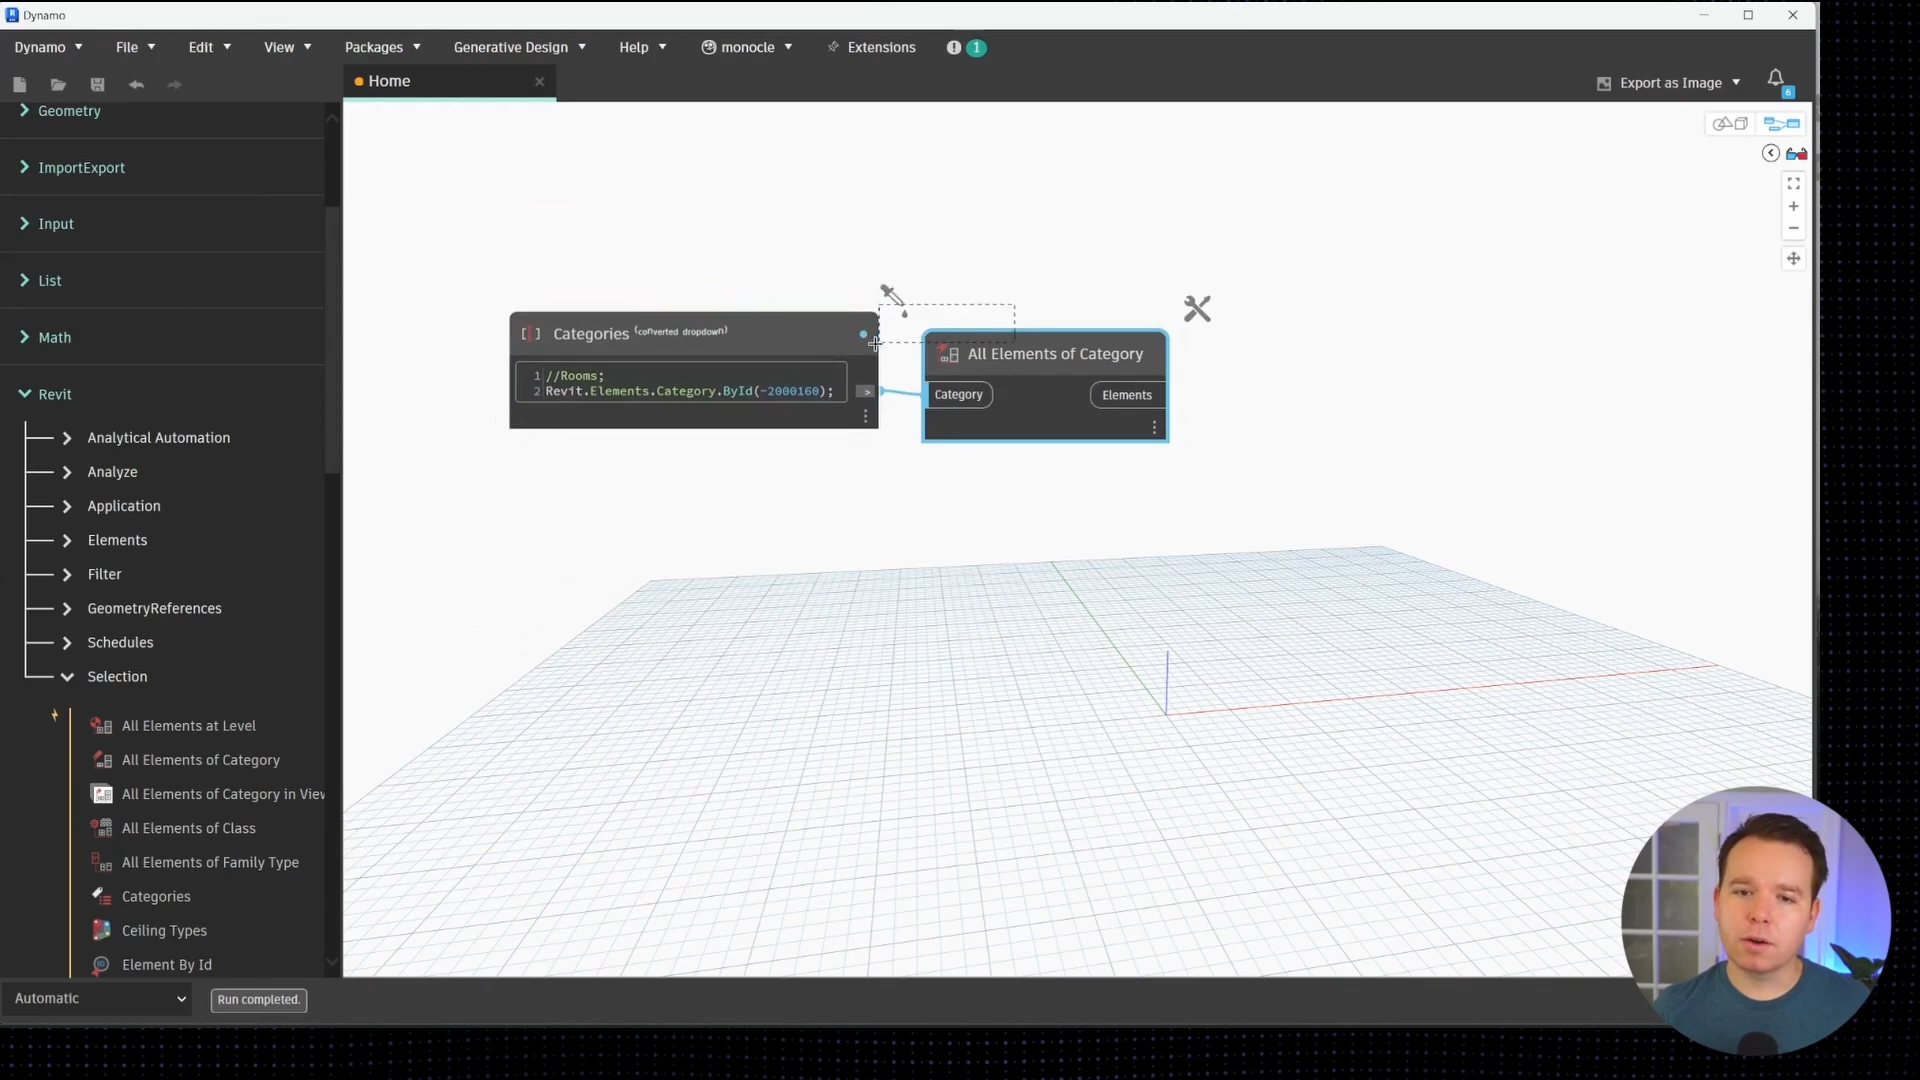 Dynamo
Dynamo File Edit View Packages Generative Design Help monocle Extensions 1
Home
Export as Image
6
Geometry
ImportExport
Input
List
Math
Revit
Analytical Automation
Analyze
Application
Elements
Filter
GeometryReferences
Schedules
Selection
All Elements at Level
All Elements of Category
All Elements of Category in View
All Elements of Class
All Elements of Family Type
Categories
Ceiling Types
Element By Id
Categories (converted dropdown)
1 //Rooms;
2 Revit.Elements.Category.ById(-2000160); >
All Elements of Category
Category Elements
Automatic
Run completed.